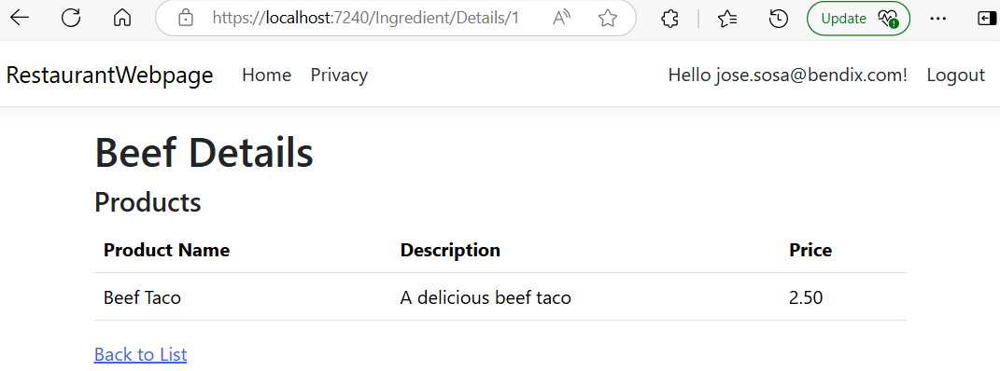 https://localhost:7240/Ingredient/Details/1 A Update
RestaurantWebpage Home Privacy Hello jose.sosa@bendix.com! Logout
Beef Details
Products
Product Name Description Price
Beef Taco A delicious beef taco 2.50
Back to List